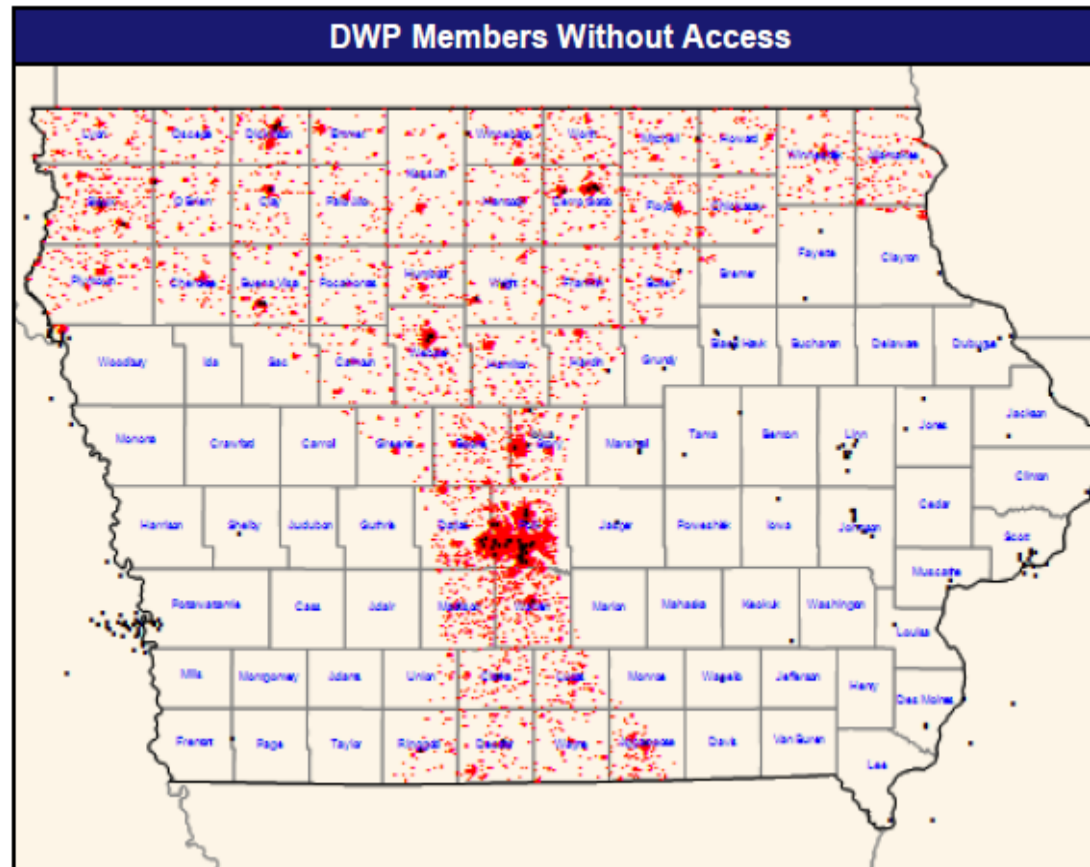 DWP Members Without Access
Lyon Osceola Dickinson Emmet Winnebago Worth Mitchell Howard Winneshiek Allamakee
Kossuth
Sioux O'Brien Clay Palo Alto Hancock Cerro Gordo Floyd Chickasaw
Fayette Clayton
Plymouth Cherokee Buena Vista Pocahontas Humboldt Wright Franklin Butler Bremer
Woodbury Ida Sac Calhoun Webster Hamilton Hardin Grundy Black Hawk Buchanan Delaware Dubuque
Jackson
Monona Crawford Carroll Greene Boone Story Marshall Tama Benton Linn Jones
Clinton
Cedar
Harrison Shelby Audubon Guthrie Dallas Polk Jasper Poweshiek Iowa Johnson Scott
Muscatine
Pottawattamie Cass Adair Madison Warren Marion Mahaska Keokuk Washington
Louisa
Mills Montgomery Adams Union Clarke Lucas Monroe Wapello Jefferson Henry
Des Moines
Fremont Page Taylor Ringgold Decatur Wayne Appanoose Davis Van Buren
Lee